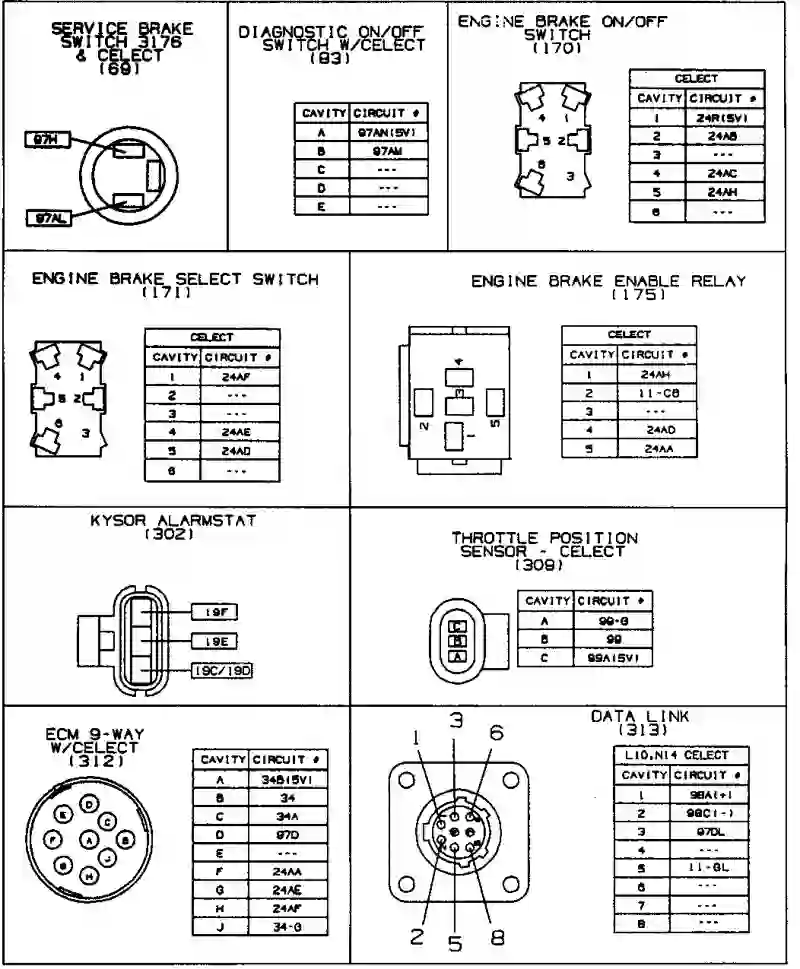 SERVICE BRAKE
SWITCH 3176
& CELECT
(69)
97H
97AL
DIAGNOSTIC ON/OFF
SWITCH W/CELECT
(83)
CAVITY CIRCUIT #
A 97AN(5V)
B 97AM
C ---
D ---
E ---
ENGINE BRAKE ON/OFF
SWITCH
(170)
4 1
5 2
6 3
CELECT
CAVITY CIRCUIT #
1 24R(5V)
2 24AB
3 ---
4 24AC
5 24AH
6 ---
ENGINE BRAKE SELECT SWITCH
(171)
4 1
5 2
6 3
CELECT
CAVITY CIRCUIT #
1 24AF
2 ---
3 ---
4 24AE
5 24AD
6 ---
ENGINE BRAKE ENABLE RELAY
(175)
4
2 3 5
1
CELECT
CAVITY CIRCUIT #
1 24AH
2 11-CB
3 ---
4 24AD
5 24AA
KYSOR ALARMSTAT
(302)
19F
19E
19C/19D
THROTTLE POSITION
SENSOR - CELECT
(309)
C
B
A
CAVITY CIRCUIT #
A 99-G
B 99
C 99A(5V)
ECM 9-WAY
W/CELECT
(312)
D
E C
F A B
G J
H
CAVITY CIRCUIT #
A 34B(5V)
B 34
C 34A
D 97D
E ---
F 24AA
G 24AE
H 24AF
J 34-G
DATA LINK
(313)
1 3 6
2 5 8
L10,N14 CELECT
CAVITY CIRCUIT #
1 98A(+)
2 98C(-)
3 97DL
4 ---
5 11-GL
6 ---
7 ---
8 ---